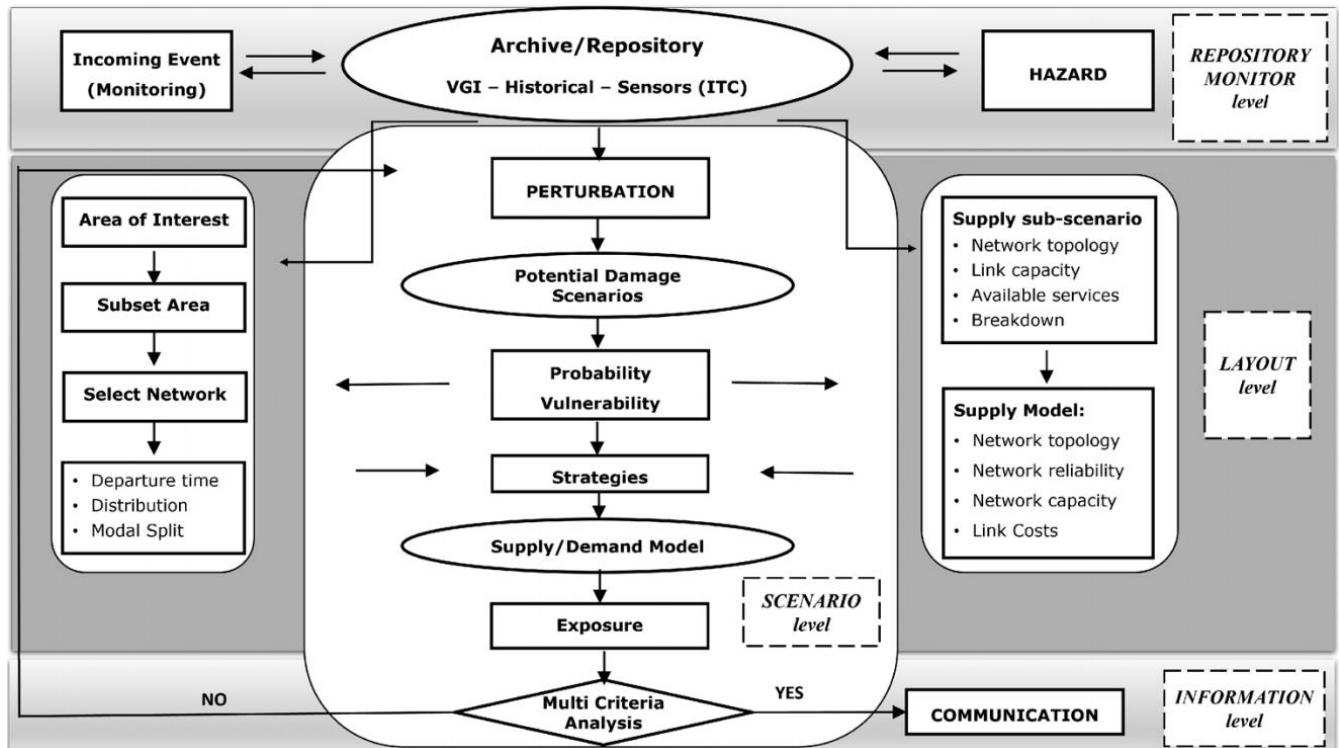 Incoming Event
(Monitoring)
Archive/Repository
VGI – Historical – Sensors (ITC)
HAZARD
REPOSITORY
MONITOR
level
Area of Interest
Subset Area
Select Network
• Departure time
• Distribution
• Modal Split
PERTURBATION
Potential Damage
Scenarios
Probability
Vulnerability
Strategies
Supply/Demand Model
Exposure
Multi Criteria
Analysis
SCENARIO
level
Supply sub-scenario
• Network topology
• Link capacity
• Available services
• Breakdown
Supply Model:
• Network topology
• Network reliability
• Network capacity
• Link Costs
LAYOUT
level
NO
YES
COMMUNICATION
INFORMATION
level